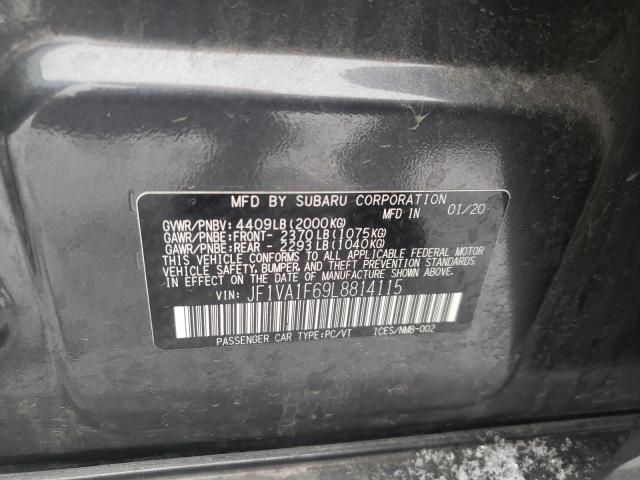 MFD BY SUBARU CORPORATION
MFD IN 01/20
GVWR/PNBV: 4409LB(2000KG)
GAWR/PNBE:FRONT- 2370LB(1075KG)
GAWR/PNBE:REAR - 2293LB(1040KG)
THIS VEHICLE CONFORMS TO ALL APPLICABLE FEDERAL MOTOR
VEHICLE SAFETY, BUMPER, AND THEFT PREVENTION STANDARDS
IN EFFECT ON THE DATE OF MANUFACTURE SHOWN ABOVE.
VIN: JF1VA1F69L8814115
PASSENGER CAR TYPE:PC/VT ICES/NMB-002